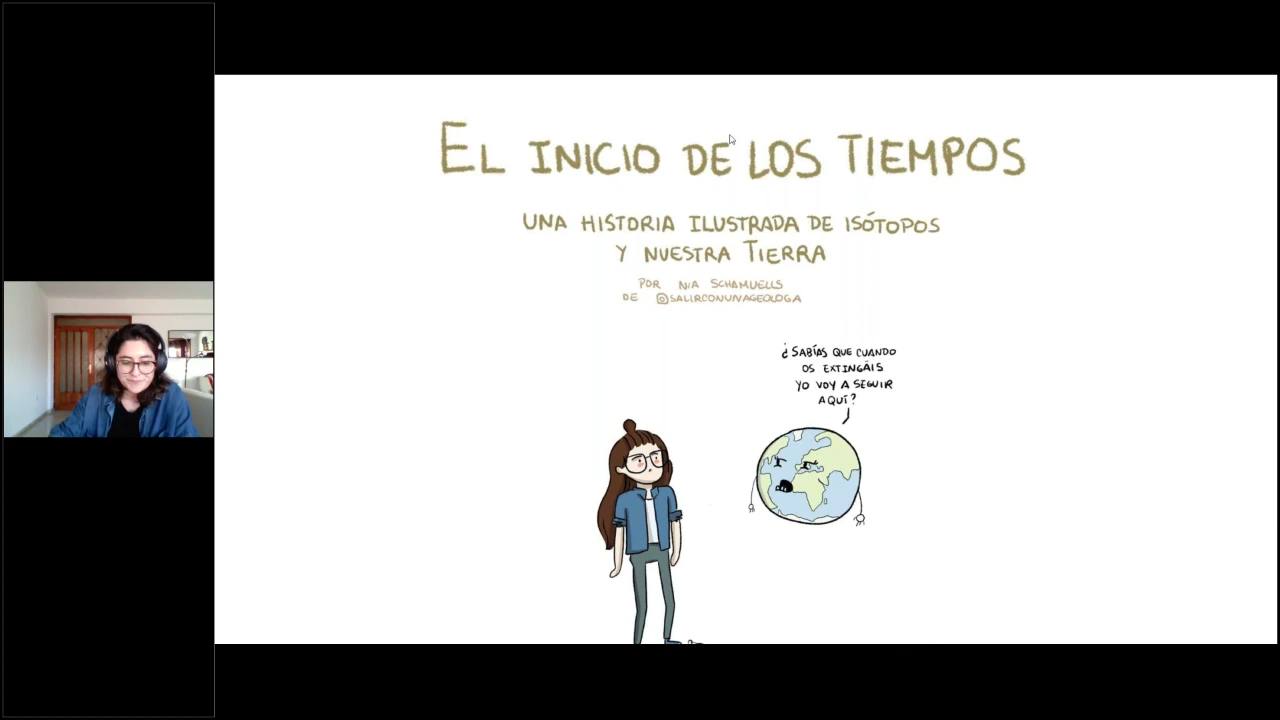 EL INICIO DE LOS TIEMPOS
UNA HISTORIA ILUSTRADA DE ISÓTOPOS
Y NUESTRA TIERRA
POR NIA SCHAMUELLS
DE @SALIRCONUNAGEOLOGA
¿SABÍAS QUE CUANDO
OS EXTINGÁIS
YO VOY A SEGUIR
AQUÍ?